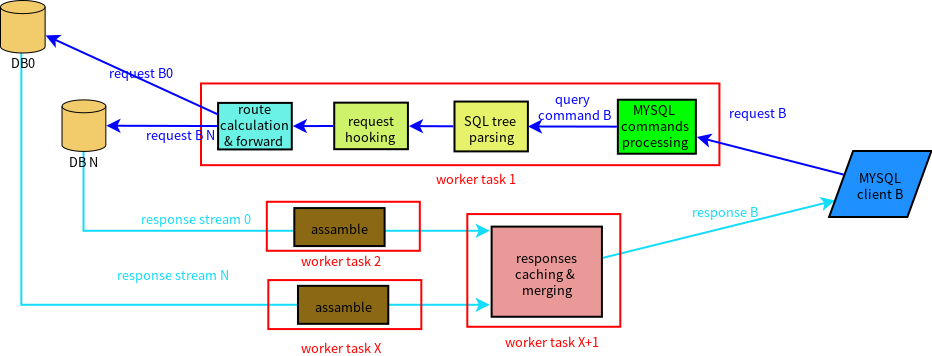 DB0
request B0
DB N
request B N
route
calculation
& forward
request
hooking
SQL tree
parsing
query
command B
MYSQL
commands
processing
request B
worker task 1
MYSQL
client B
response stream 0
assamble
worker task 2
response B
responses
caching &
merging
response stream N
assamble
worker task X
worker task X+1